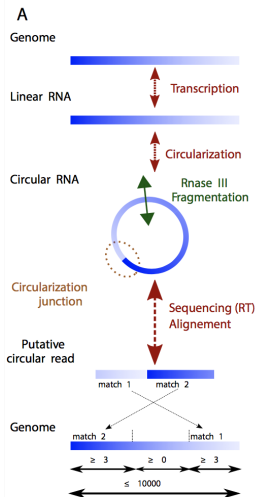 A
Genome
Transcription
Linear RNA
Circularization
Circular RNA
Rnase III
Fragmentation
Circularization
junction
Sequencing (RT)
Alignement
Putative
circular read
match 1 match 2
Genome
match 2 match 1
≥ 3 ≥ 0 ≥ 3
≤ 10000